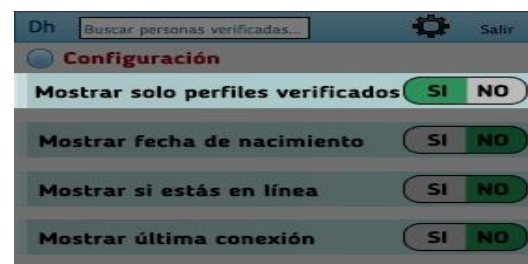 Dh Buscar personas verificadas... Salir
Configuración
Mostrar solo perfiles verificados SI NO
Mostrar fecha de nacimiento SI NO
Mostrar si estás en línea SI NO
Mostrar última conexión SI NO